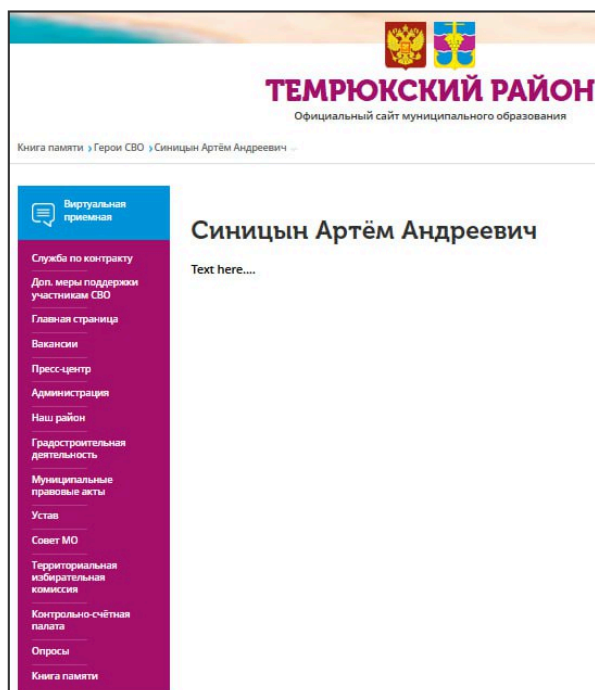 ТЕМРЮКСКИЙ РАЙОН
Официальный сайт муниципального образования
Книга памяти › Герои СВО › Синицын Артём Андреевич
Виртуальная
приемная
Синицын Артём Андреевич
Text here....
Служба по контракту
Доп. меры поддержки
участникам СВО
Главная страница
Вакансии
Пресс-центр
Администрация
Наш район
Градостроительная
деятельность
Муниципальные
правовые акты
Устав
Совет МО
Территориальная
избирательная
комиссия
Контрольно-счётная
палата
Опросы
Книга памяти